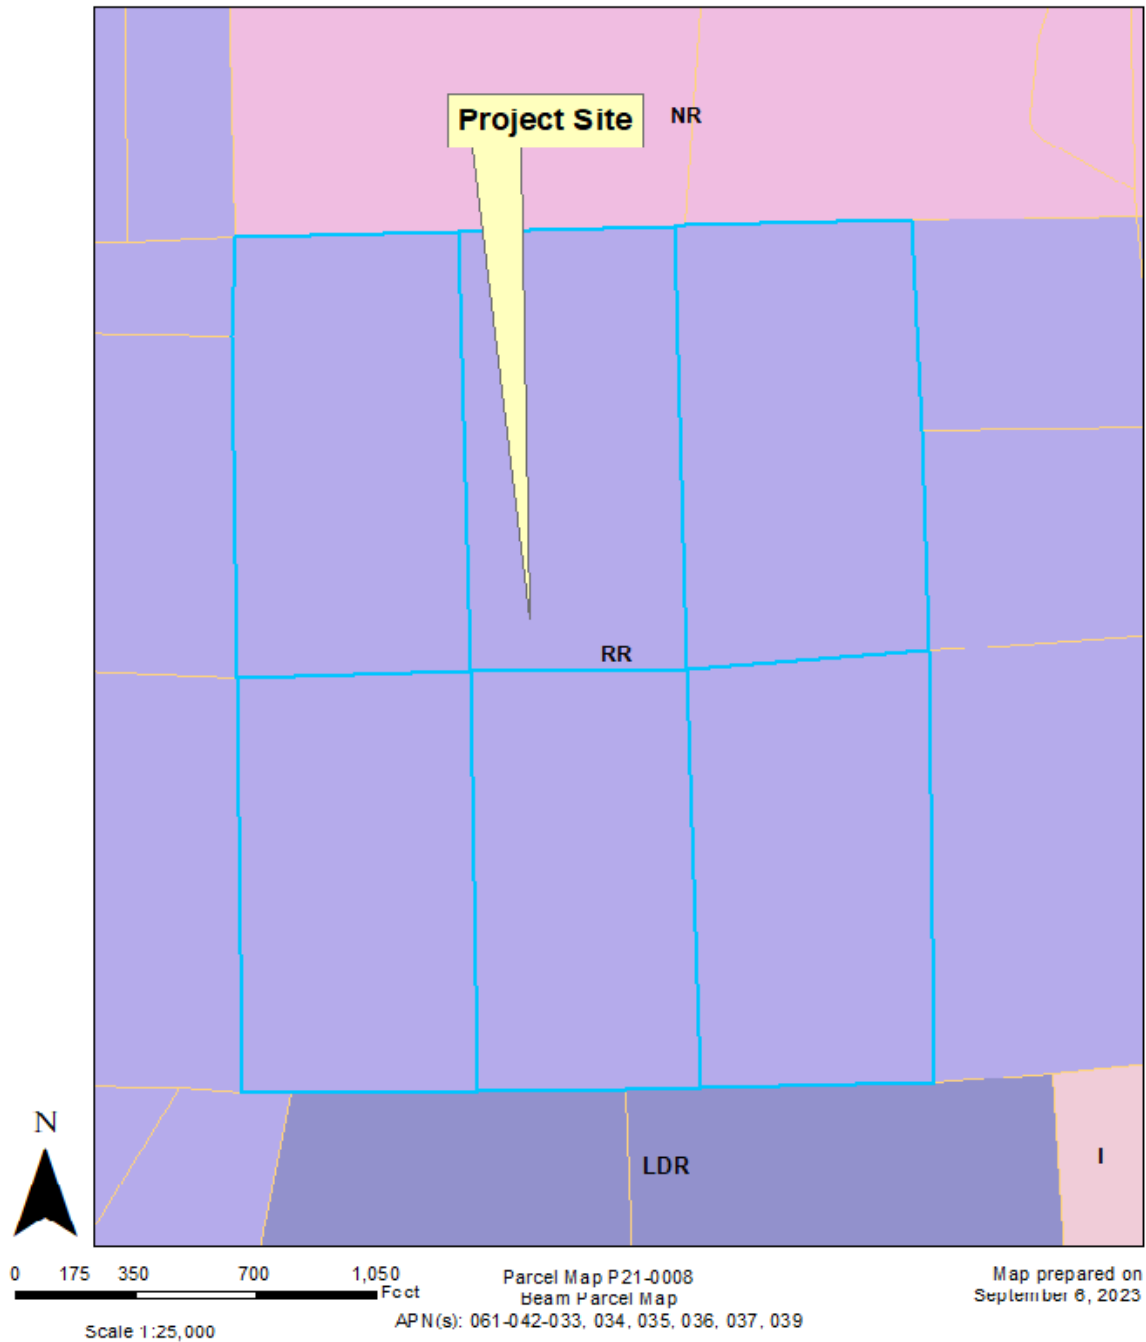 Project Site
NR
RR
LDR
I
N
0 175 350 700 1,050
Feet
Scale 1:25,000
Parcel Map P21-0008
Beam Parcel Map
APN(s): 061-042-033, 034, 035, 036, 037, 039
Map prepared on
September 6, 2023